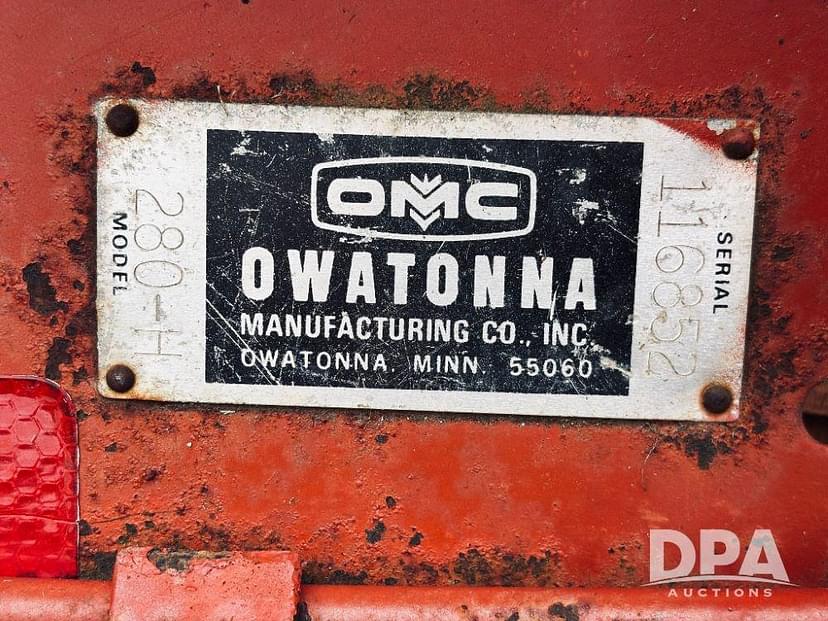 MODEL
280-H
OMC
OWATONNA
MANUFACTURING CO., INC.
OWATONNA, MINN. 55060
SERIAL
116852
DPA
AUCTIONS